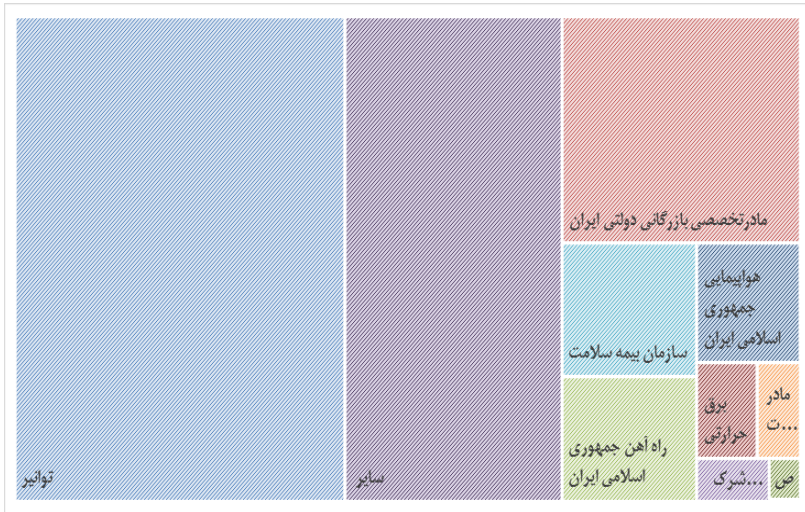 مادرتخصصی بازرگانی دولتی ایران
هواپیمایی
جمهوری
اسلامی ایران
سازمان بیمه سلامت
مادر
ت...
برق
حرارتی
راه آهن جمهوری
اسلامی ایران
ص
شرک...
سایر
توانیر